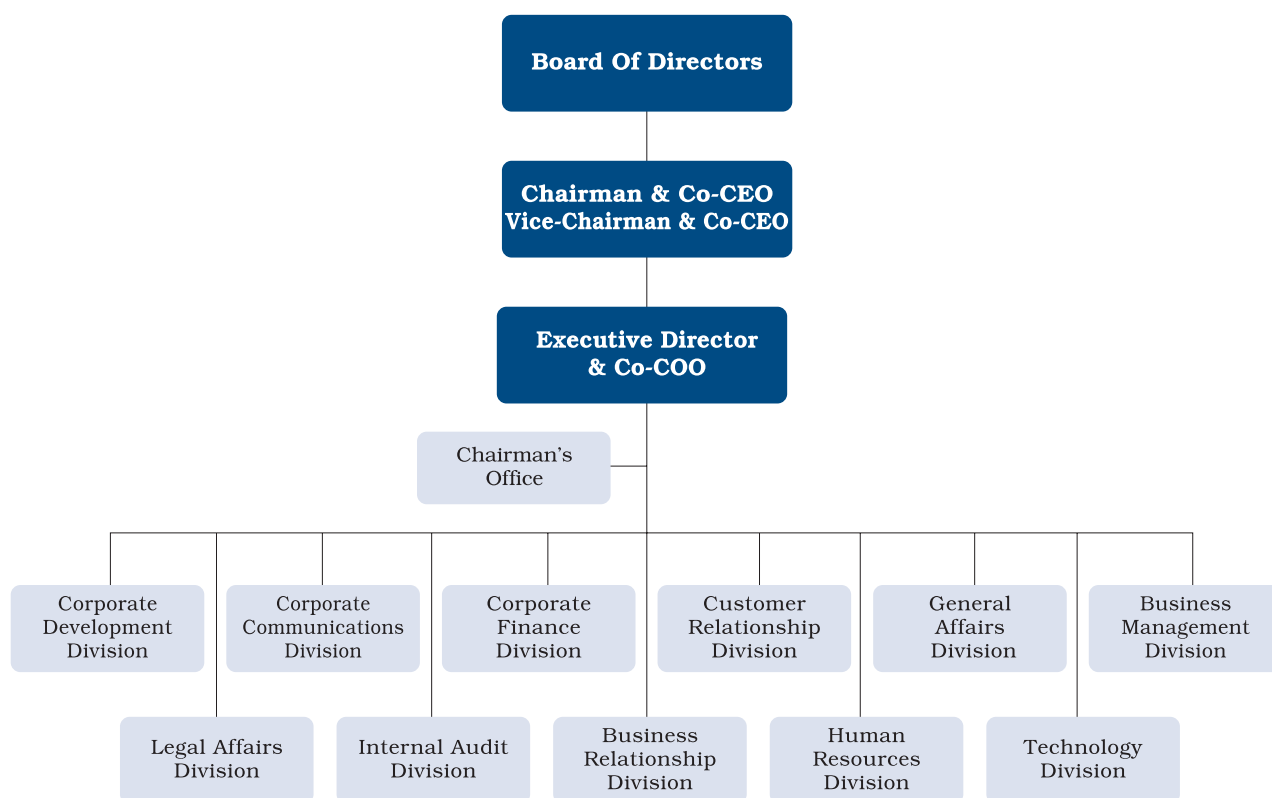 Board Of Directors
Chairman & Co-CEO
Vice-Chairman & Co-CEO
Executive Director
& Co-COO
Chairman’s
Office
Corporate
Development
Division
Corporate
Communications
Division
Corporate
Finance
Division
Customer
Relationship
Division
General
Affairs
Division
Business
Management
Division
Legal Affairs
Division
Internal Audit
Division
Business
Relationship
Division
Human
Resources
Division
Technology
Division